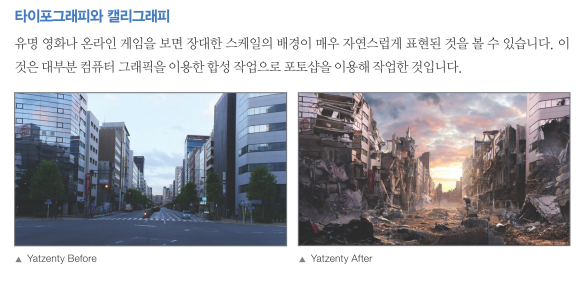 타이포그래피와 캘리그래피
유명 영화나 온라인 게임을 보면 장대한 스케일의 배경이 매우 자연스럽게 표현된 것을 볼 수 있습니다. 이
것은 대부분 컴퓨터 그래픽을 이용한 합성 작업으로 포토샵을 이용해 작업한 것입니다.
▲ Yatzenty Before
▲ Yatzenty After